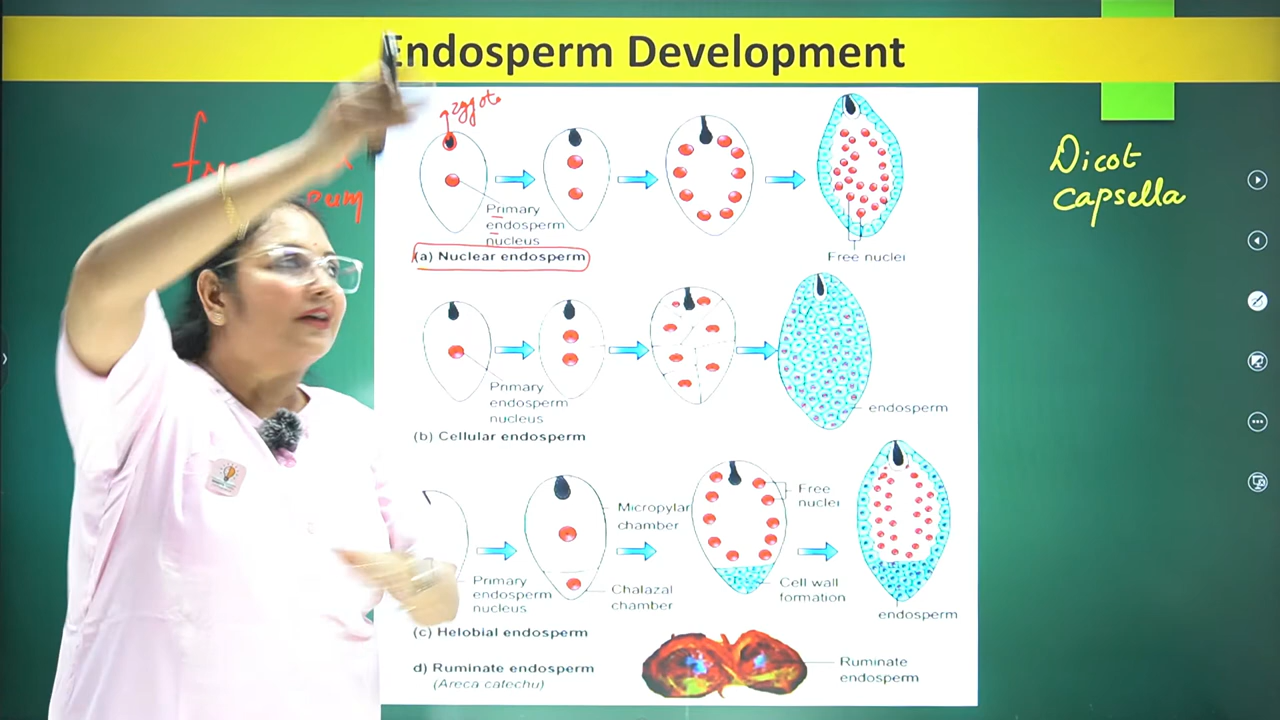 Endosperm Development
zygote
Primary
endosperm
nucleus
(a) Nuclear endosperm
Free nuclei
Dicot
capsella
Primary
endosperm
nucleus
endosperm
(b) Cellular endosperm
Micropylar
chamber
Free
nuclei
Primary
endosperm
nucleus
Chalazal
chamber
Cell wall
formation
endosperm
(c) Helobial endosperm
d) Ruminate endosperm
(Areca catechu)
Ruminate
endosperm